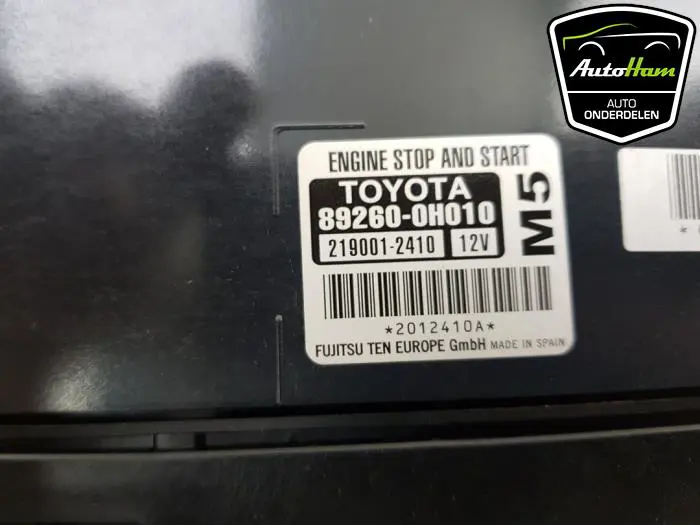 AutoHam
AUTO
ONDERDELEN
ENGINE STOP AND START
TOYOTA
89260-0H010
219001-2410 12V
M5
*2012410A*
FUJITSU TEN EUROPE GmbH MADE IN SPAIN
*